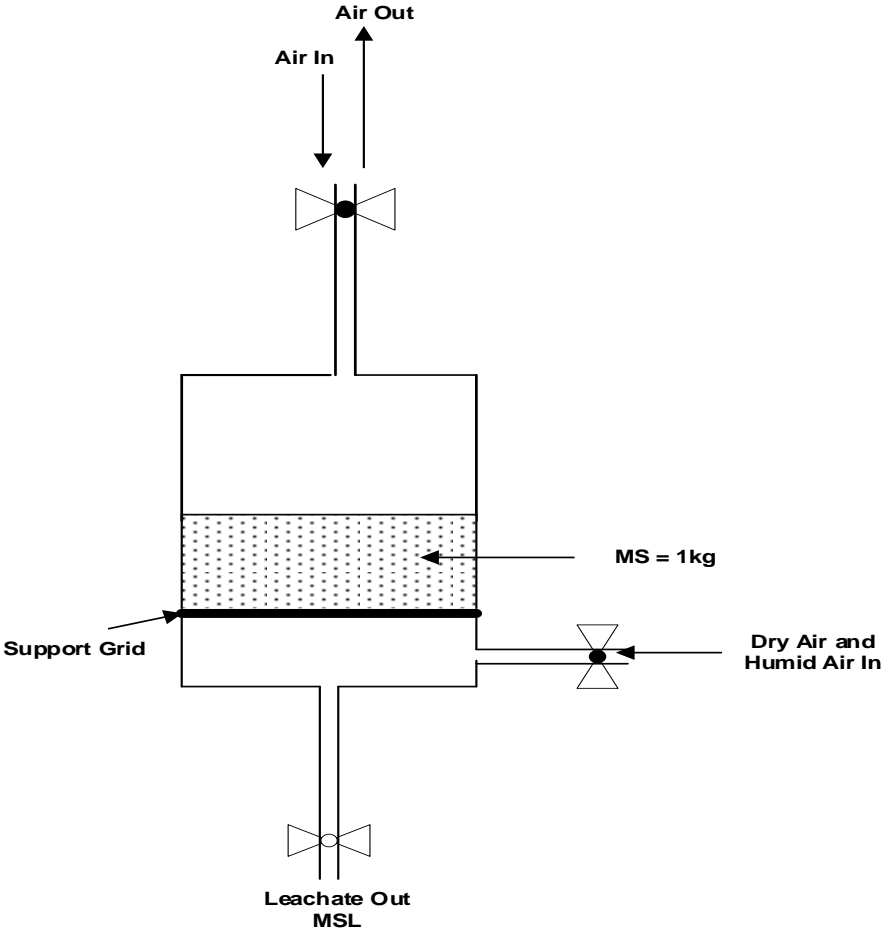 Air Out
Air In
MS = 1kg
Support Grid
Dry Air and
Humid Air In
Leachate Out
MSL